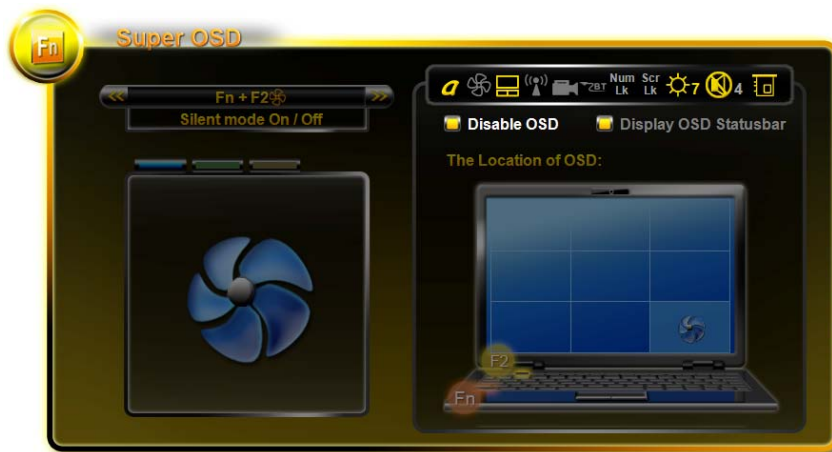 Fn
Super OSD
Fn + F2
Silent mode On / Off
a
ZBT
Num
Lk
Scr
Lk
7
4
Disable OSD
Display OSD Statusbar
The Location of OSD:
F2
Fn